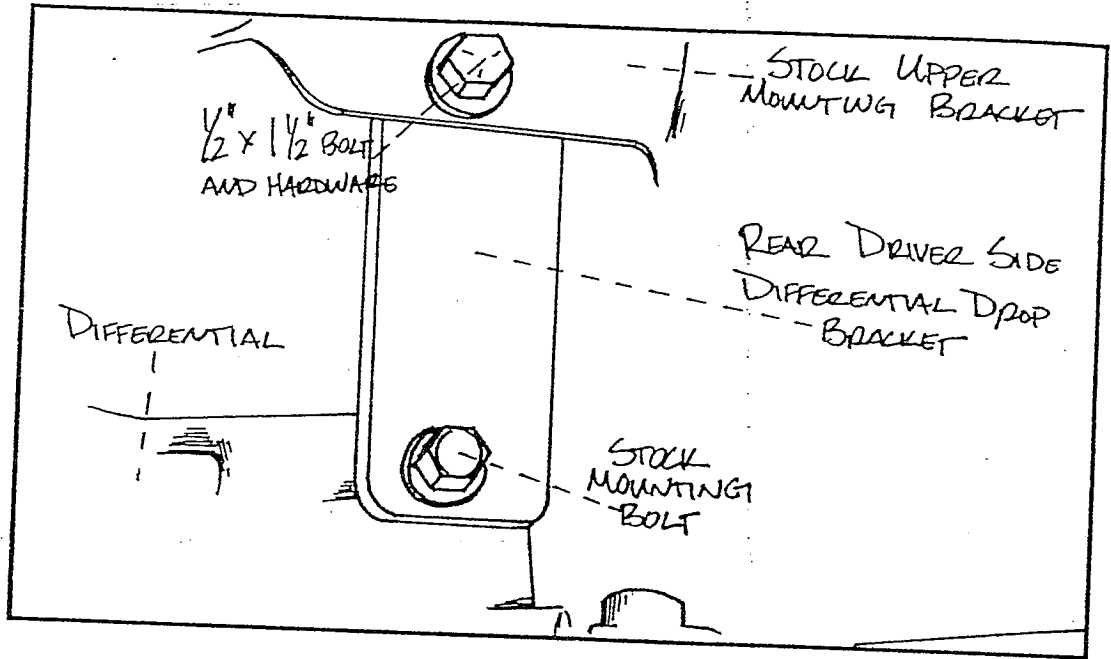 STOCK UPPER
MOUNTING BRACKET
1/2" X 1 1/2" BOLT
AND HARDWARE
REAR DRIVER SIDE
DIFFERENTIAL DROP
BRACKET
DIFFERENTIAL
STOCK
MOUNTING
BOLT